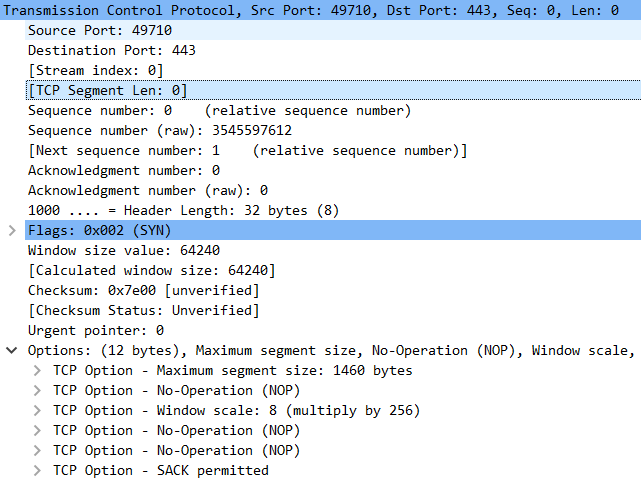 Transmission Control Protocol, Src Port: 49710, Dst Port: 443, Seq: 0, Len: 0
Source Port: 49710
Destination Port: 443
[Stream index: 0]
[TCP Segment Len: 0]
Sequence number: 0    (relative sequence number)
Sequence number (raw): 3545597612
[Next sequence number: 1    (relative sequence number)]
Acknowledgment number: 0
Acknowledgment number (raw): 0
1000 .... = Header Length: 32 bytes (8)
Flags: 0x002 (SYN)
Window size value: 64240
[Calculated window size: 64240]
Checksum: 0x7e00 [unverified]
[Checksum Status: Unverified]
Urgent pointer: 0
Options: (12 bytes), Maximum segment size, No-Operation (NOP), Window scale,
TCP Option - Maximum segment size: 1460 bytes
TCP Option - No-Operation (NOP)
TCP Option - Window scale: 8 (multiply by 256)
TCP Option - No-Operation (NOP)
TCP Option - No-Operation (NOP)
TCP Option - SACK permitted